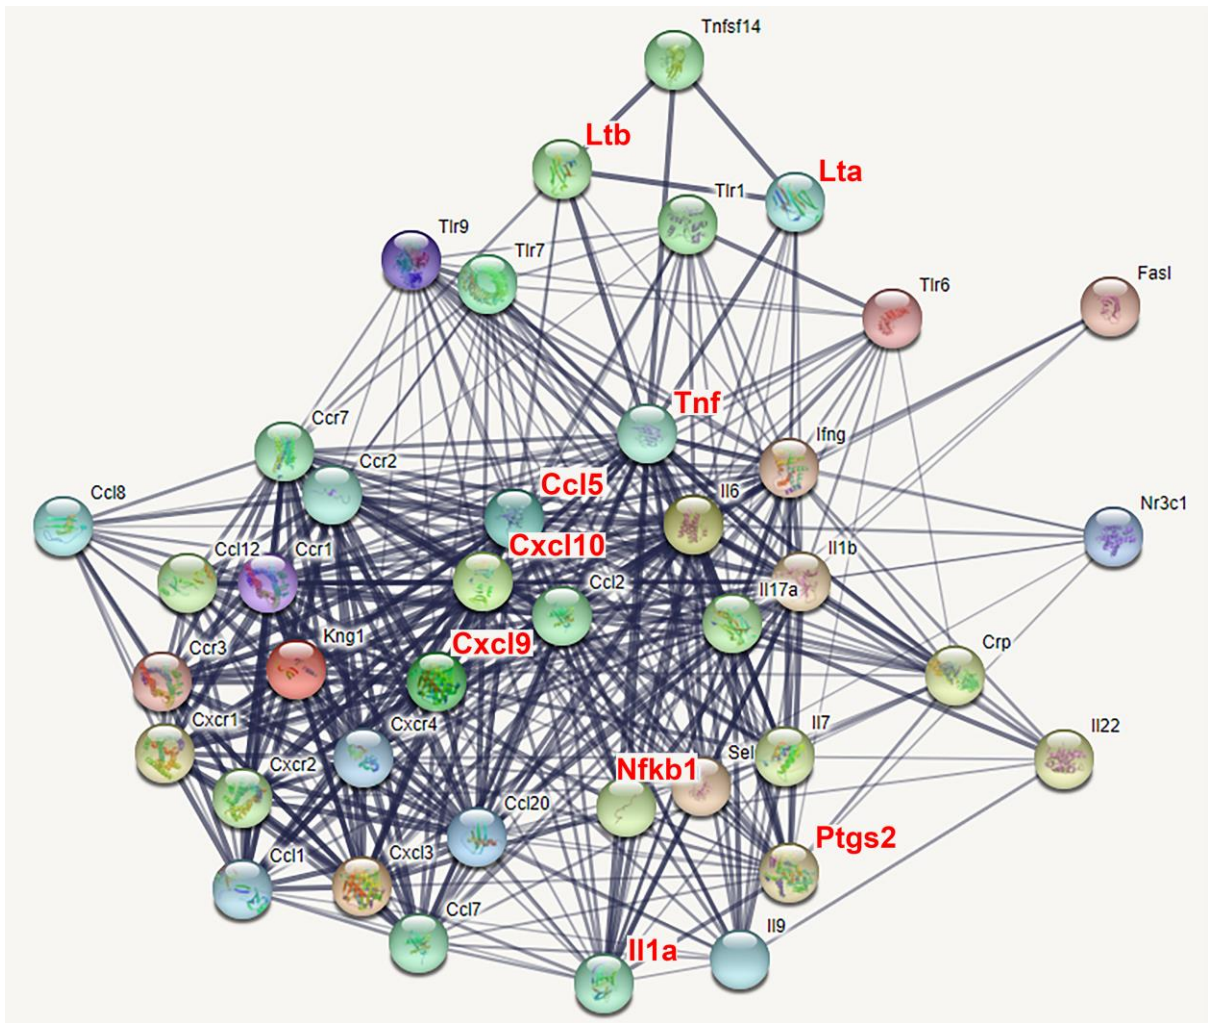 Tnfsf14
Ltb
Lta
Tlr1
Tlr9
Tlr7
Tlr6
Fasl
Tnf
Ccr7
Ifng
Ccr2
Ccl5
Il6
Ccl8
Nr3c1
Cxcl10
Ccl12
Ccr1
Il1b
Ccl2
Il17a
Kng1
Cxcl9
Ccr3
Crp
Cxcr1
Cxcr4
Il7
Il22
Cxcr2
Nfkb1
Sel
Ccl20
Ptgs2
Ccl1
Cxcl3
Ccl7
Il9
Il1a